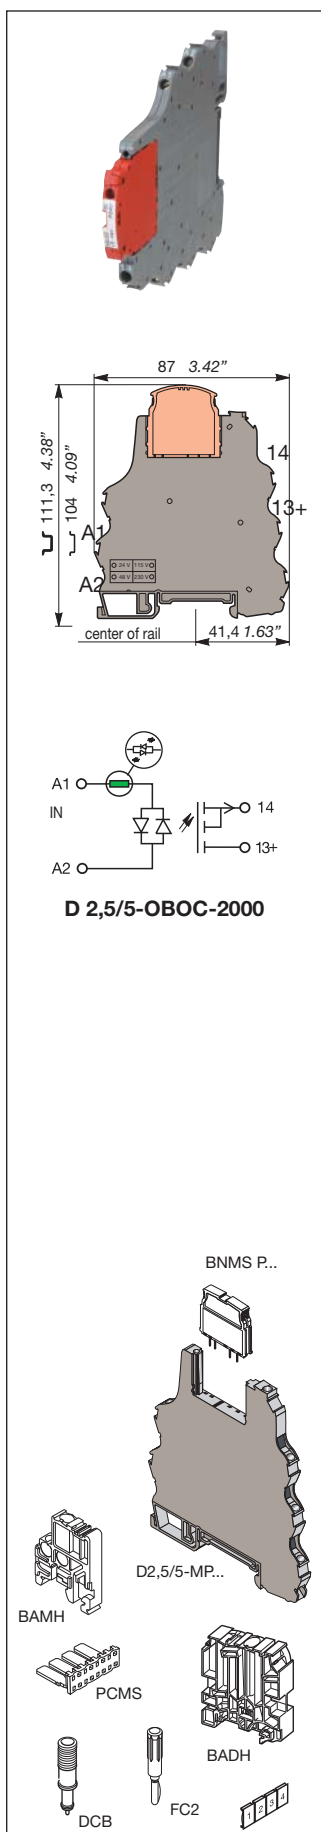 87 3.42"
111,3 4.38"
104 4.09"
14
13+
A1
A2
24 V 115 V
48 V 230 V
center of rail
41,4 1.63"
A1
IN
A2
14
13+
D 2,5/5-OBOC-2000
BNMS P...
D2,5/5-MP...
BAMH
PCMS
BADH
DCB
FC2
1 2 3 4